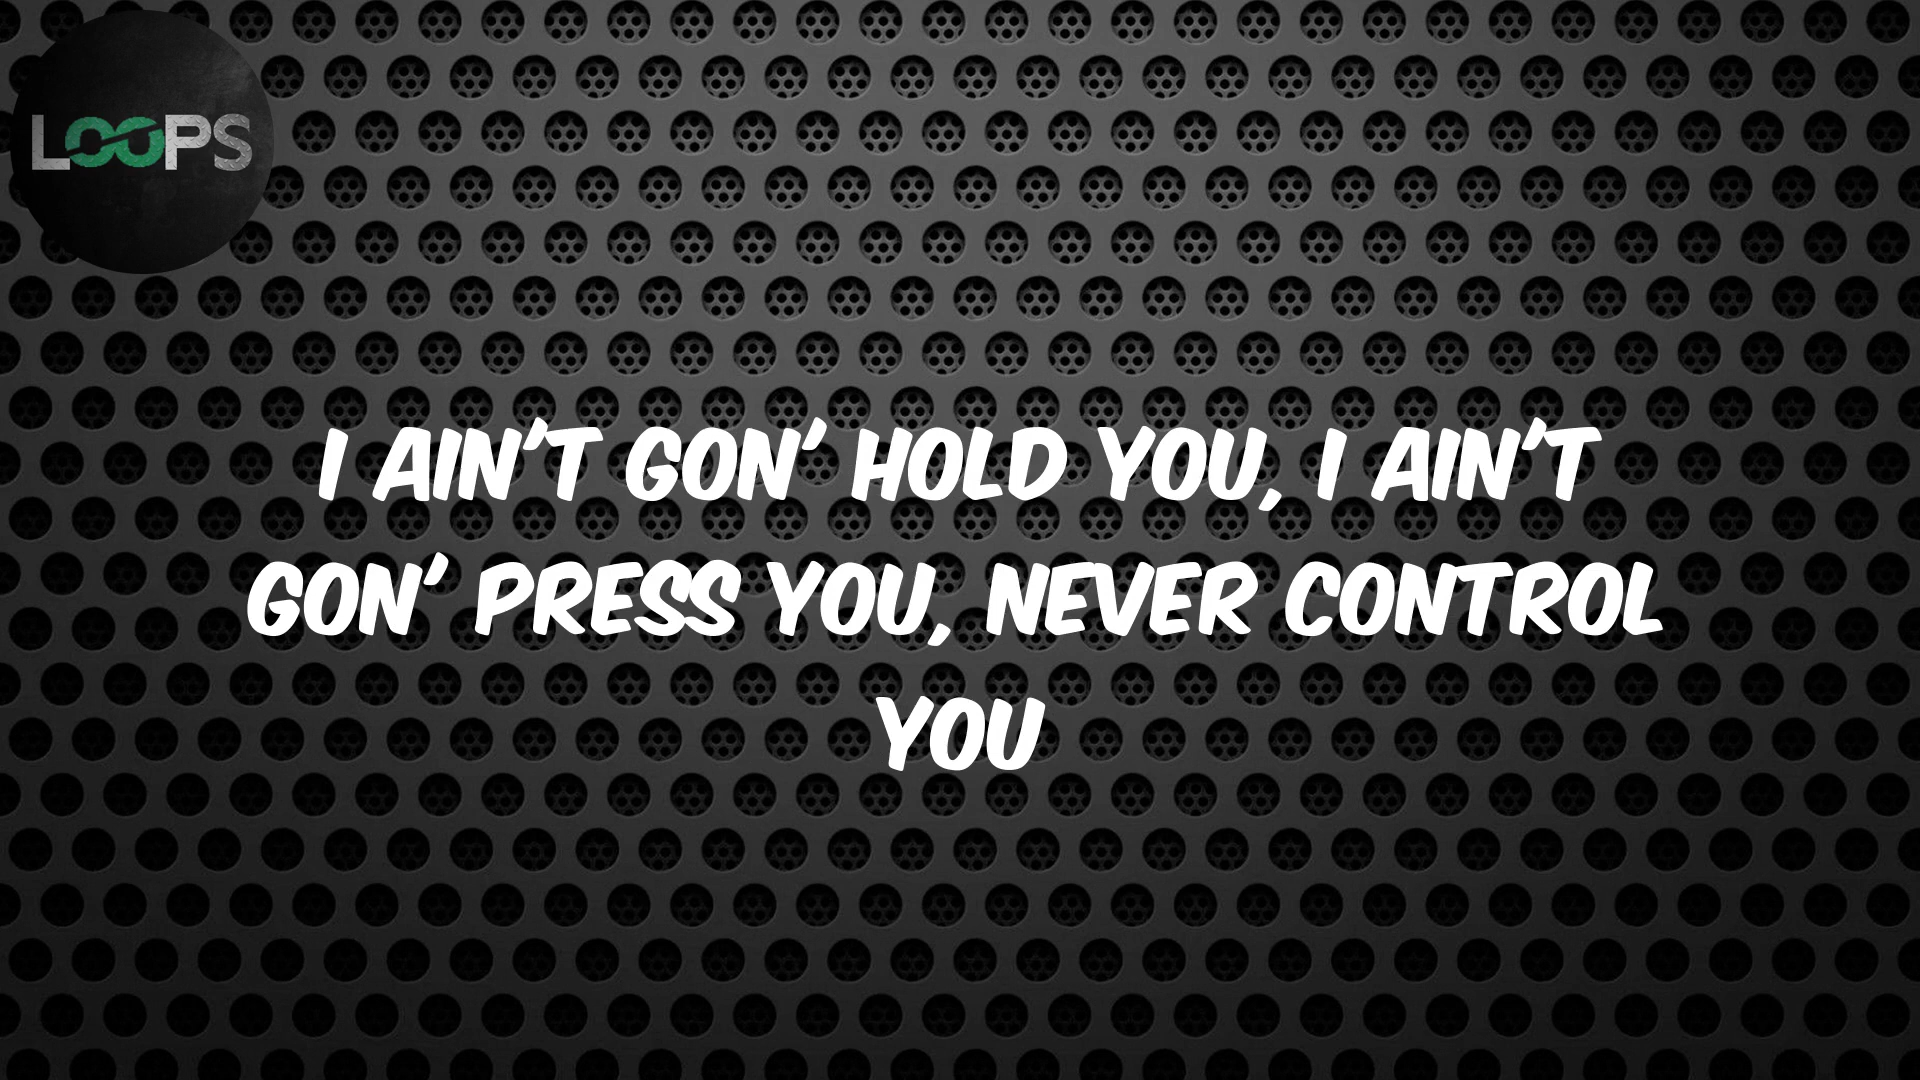 LOOPS
I AIN'T GON' HOLD YOU, I AIN'T
GON' PRESS YOU, NEVER CONTROL
YOU